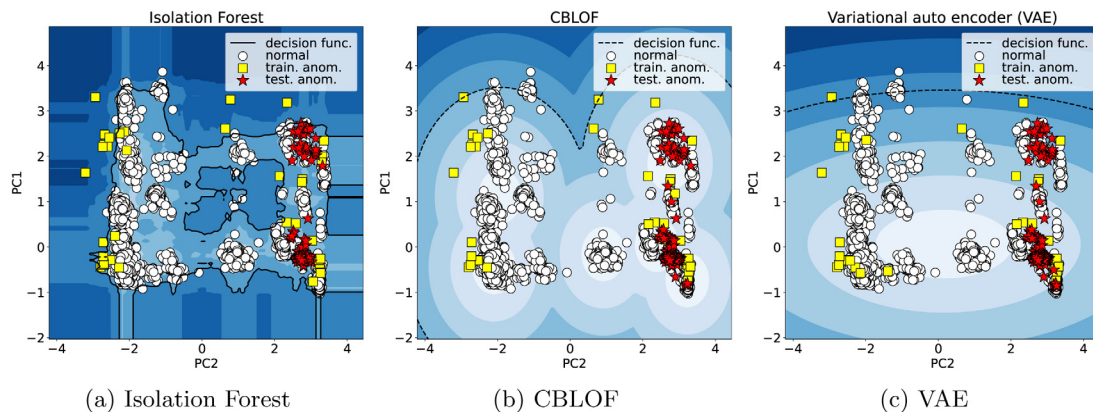 Isolation Forest
decision func.
normal
train. anom.
test. anom.
PC1
4
3
2
1
0
−1
−2
−4
−2
0
2
4
PC2
(a) Isolation Forest
CBLOF
decision func.
normal
train. anom.
test. anom.
PC1
4
3
2
1
0
−1
−2
−4
−2
0
2
4
PC2
(b) CBLOF
Variational auto encoder (VAE)
decision func.
normal
train. anom.
test. anom.
PC1
4
3
2
1
0
−1
−2
−4
−2
0
2
4
PC2
(c) VAE